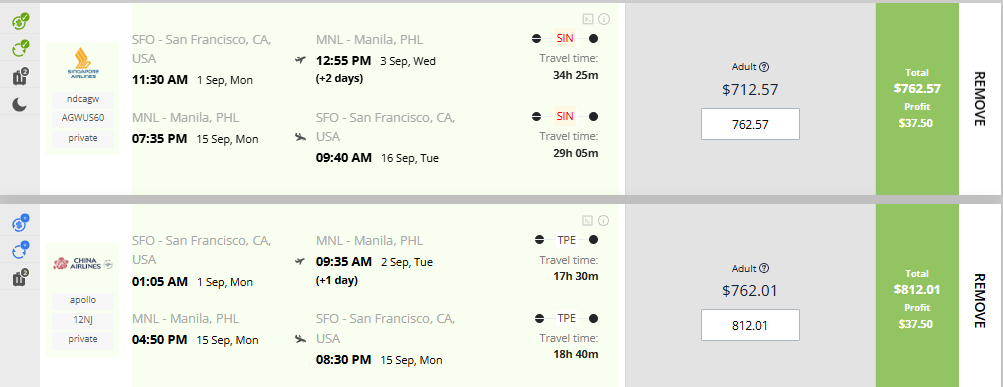 SFO - San Francisco, CA,
USA
11:30 AM 1 Sep, Mon
MNL - Manila, PHL
12:55 PM 3 Sep, Wed
(+2 days)
SIN
Travel time:
34h 25m
SINGAPORE
AIRLINES
ndcagw
AGWUS60
private
2
MNL - Manila, PHL
07:35 PM 15 Sep, Mon
SFO - San Francisco, CA,
USA
09:40 AM 16 Sep, Tue
SIN
Travel time:
29h 05m
Adult
$712.57
762.57
Total
$762.57
Profit
$37.50
REMOVE
SFO - San Francisco, CA,
USA
01:05 AM 1 Sep, Mon
MNL - Manila, PHL
09:35 AM 2 Sep, Tue
(+1 day)
TPE
Travel time:
17h 30m
CHINA AIRLINES
apollo
12NJ
private
2
MNL - Manila, PHL
04:50 PM 15 Sep, Mon
SFO - San Francisco, CA,
USA
08:30 PM 15 Sep, Mon
TPE
Travel time:
18h 40m
Adult
$762.01
812.01
Total
$812.01
Profit
$37.50
REMOVE